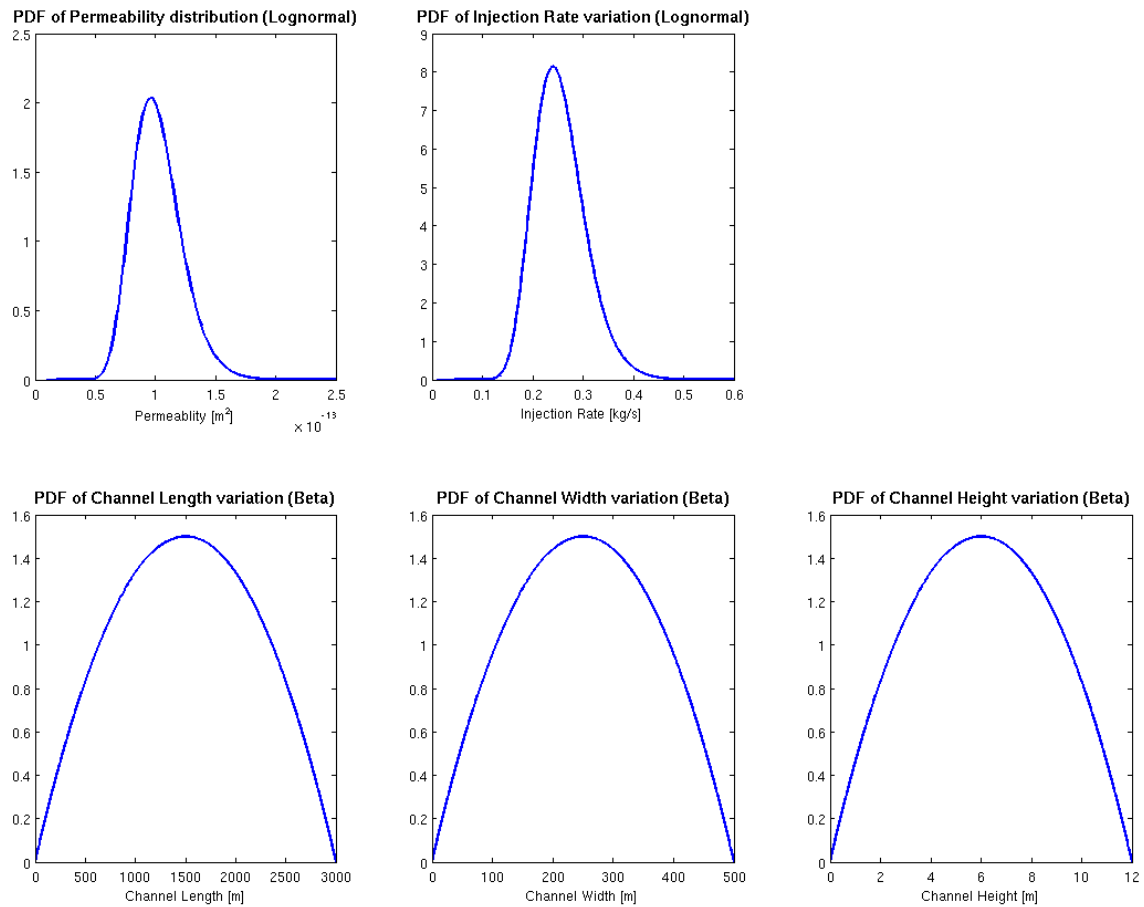 PDF of Permeability distribution (Lognormal)
2.5
2
1.5
1
0.5
0
0 0.5 1 1.5 2 2.5
Permeablity [m²]
x 10⁻¹³
PDF of Injection Rate variation (Lognormal)
9
8
7
6
5
4
3
2
1
0
0 0.1 0.2 0.3 0.4 0.5 0.6
Injection Rate [kg/s]
PDF of Channel Length variation (Beta)
1.6
1.4
1.2
1
0.8
0.6
0.4
0.2
0
0 500 1000 1500 2000 2500 3000
Channel Length [m]
PDF of Channel Width variation (Beta)
1.6
1.4
1.2
1
0.8
0.6
0.4
0.2
0
0 100 200 300 400 500
Channel Width [m]
PDF of Channel Height variation (Beta)
1.6
1.4
1.2
1
0.8
0.6
0.4
0.2
0
0 2 4 6 8 10 12
Channel Height [m]